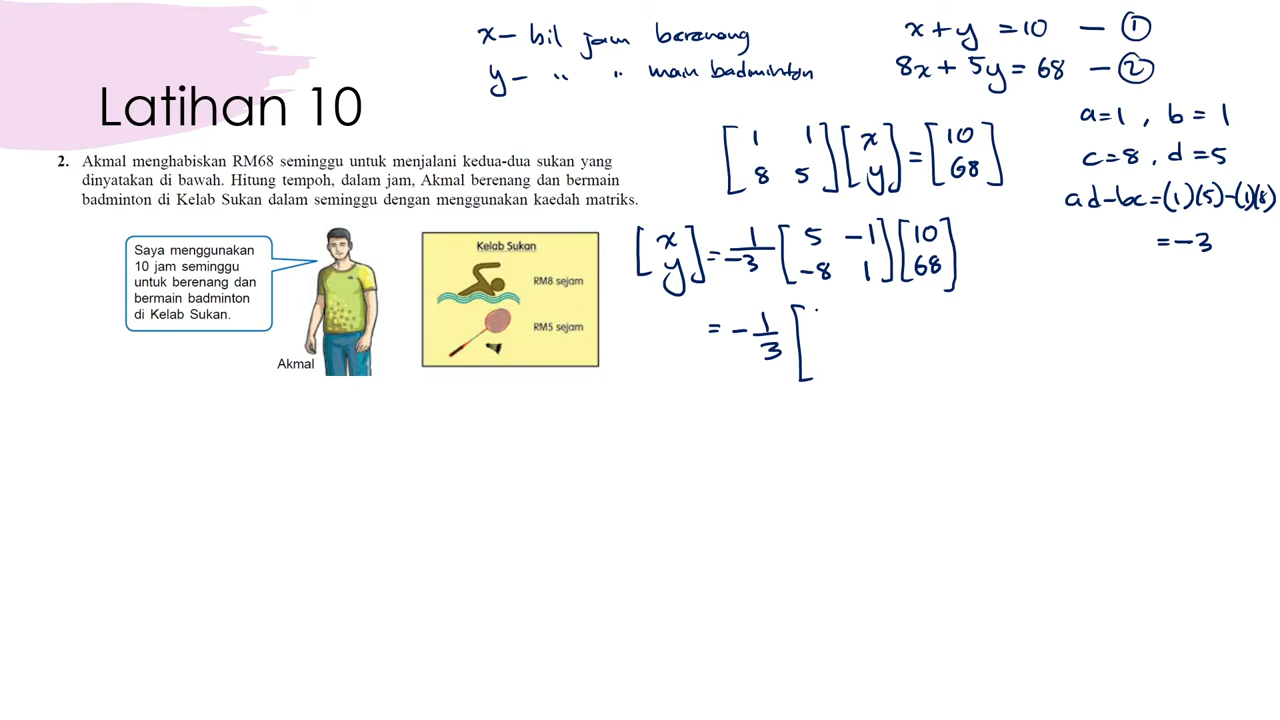 Latihan 10
x – bil jam berenang
y – " " main badminton
x + y = 10 – ①
8x + 5y = 68 – ②
2. Akmal menghabiskan RM68 seminggu untuk menjalani kedua-dua sukan yang
dinyatakan di bawah. Hitung tempoh, dalam jam, Akmal berenang dan bermain
badminton di Kelab Sukan dalam seminggu dengan menggunakan kaedah matriks.
Saya menggunakan
10 jam seminggu
untuk berenang dan
bermain badminton
di Kelab Sukan.
Akmal
Kelab Sukan
RM8 sejam
RM5 sejam
[1 1; 8 5] [x; y] = [10; 68]
a = 1 , b = 1
c = 8 , d = 5
ad – bc = (1)(5) – (1)(8)
= –3
[x; y] = 1/–3 [5 –1; –8 1] [10; 68]
= – 1/3 [